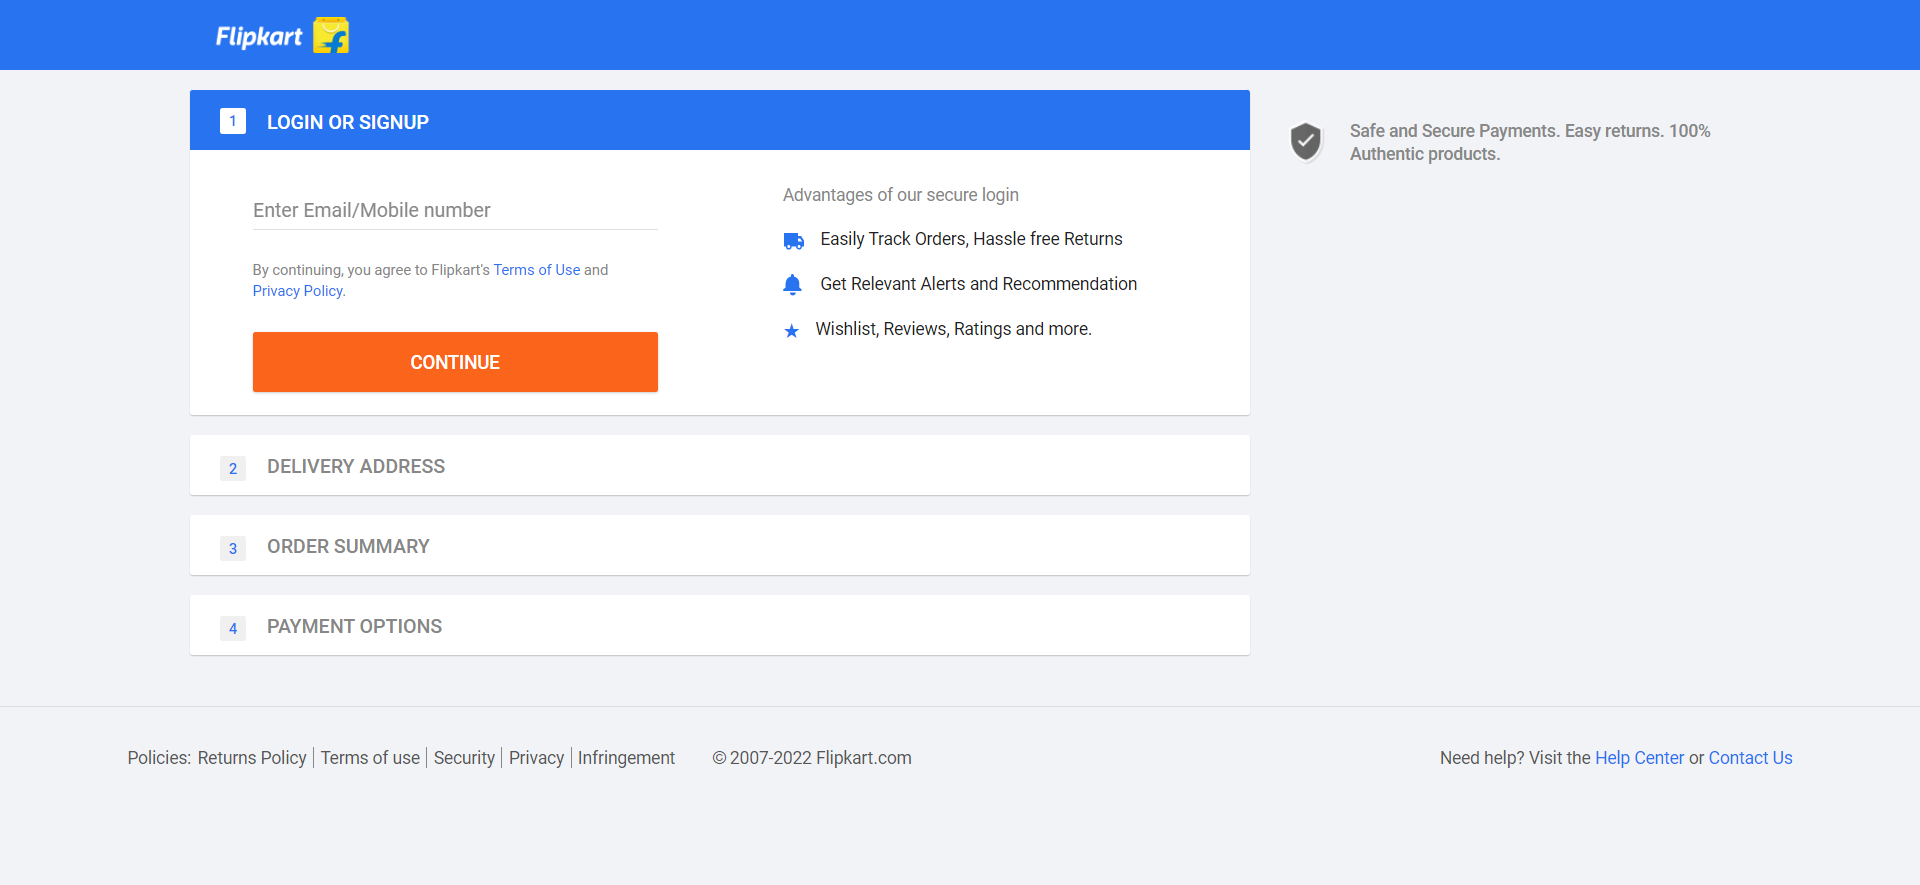 Flipkart
1 LOGIN OR SIGNUP
Enter Email/Mobile number
By continuing, you agree to Flipkart's Terms of Use and
Privacy Policy.
CONTINUE
Advantages of our secure login
Easily Track Orders, Hassle free Returns
Get Relevant Alerts and Recommendation
Wishlist, Reviews, Ratings and more.
Safe and Secure Payments. Easy returns. 100%
Authentic products.
2 DELIVERY ADDRESS
3 ORDER SUMMARY
4 PAYMENT OPTIONS
Policies: Returns Policy Terms of use Security Privacy Infringement © 2007-2022 Flipkart.com Need help? Visit the Help Center or Contact Us